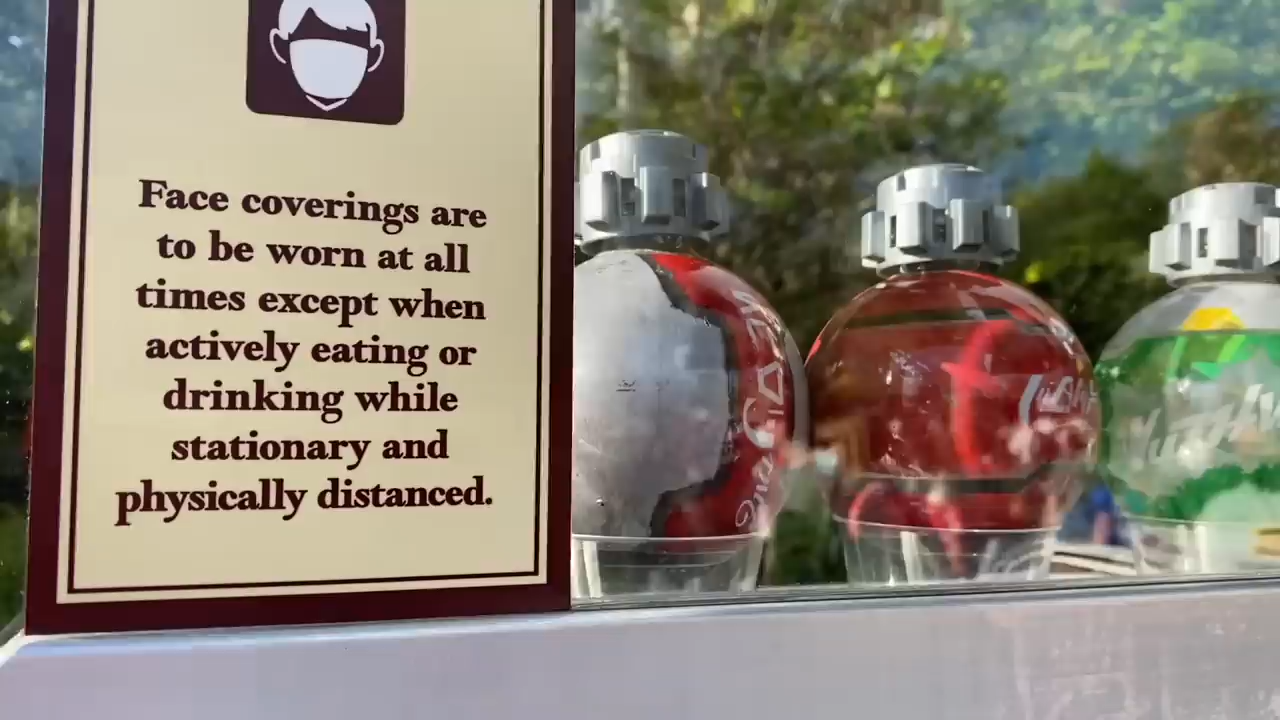 Face coverings are
to be worn at all
times except when
actively eating or
drinking while
stationary and
physically distanced.